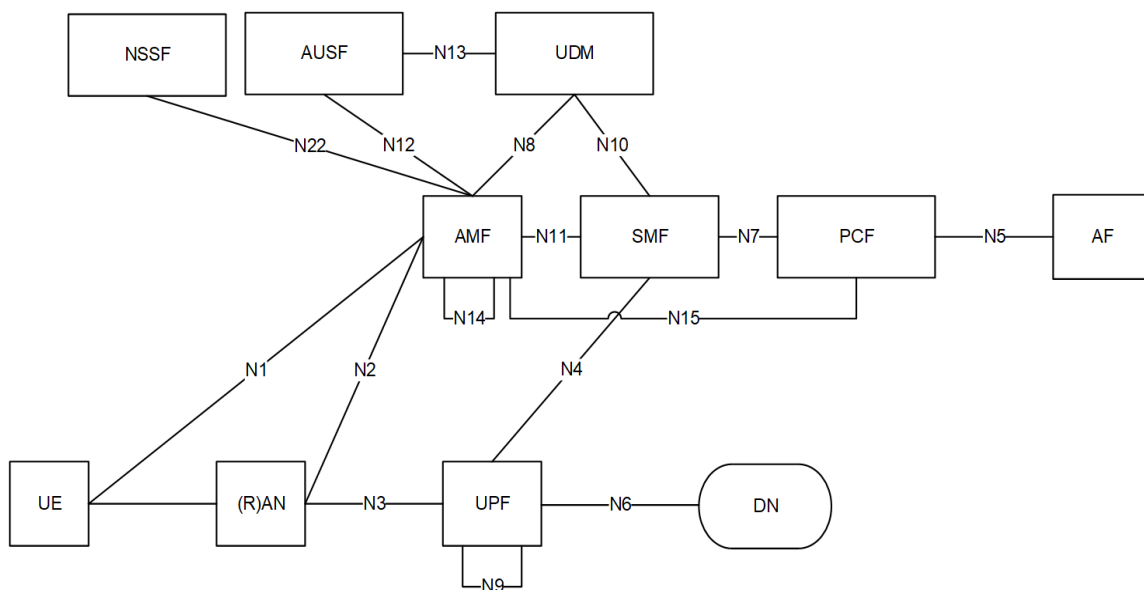 NSSF
AUSF
N13
UDM
N22
N12
N8
N10
AMF
N11
SMF
N7
PCF
N5
AF
N14
N15
N1
N2
N4
UE
(R)AN
N3
UPF
N6
DN
N9